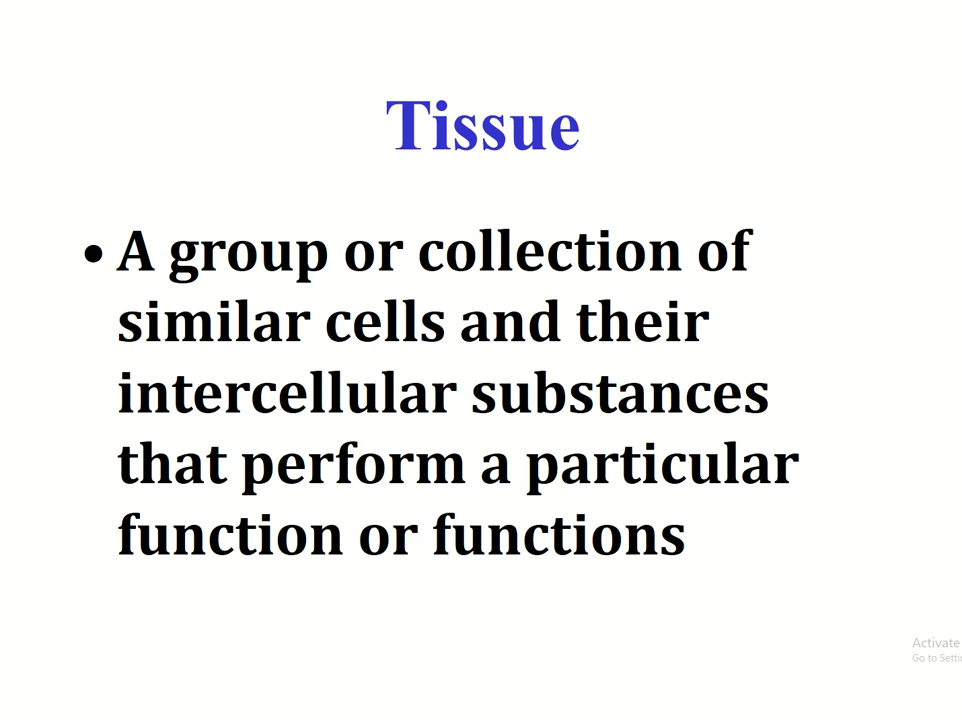 Tissue
• A group or collection of
similar cells and their
intercellular substances
that perform a particular
function or functions
Activate
Go to